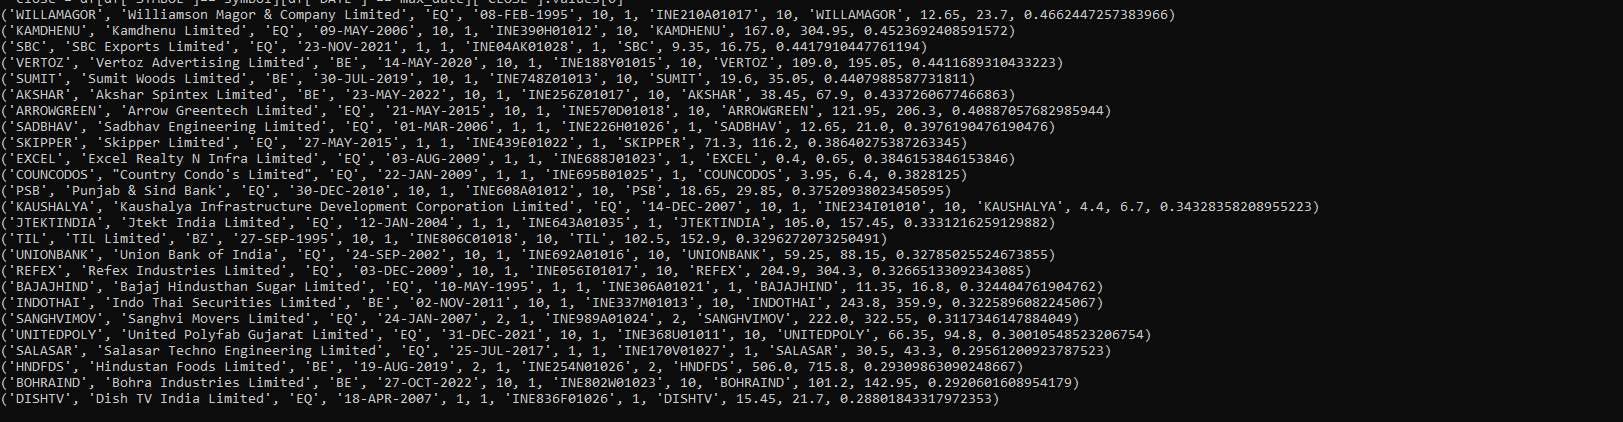 ('WILLAMAGOR', 'Williamson Magor & Company Limited', 'EQ', '08-FEB-1995', 10, 1, 'INE210A01017', 10, 'WILLAMAGOR', 12.65, 23.7, 0.4662447257383966)
('KAMDHENU', 'Kamdhenu Limited', 'EQ', '09-MAY-2006', 10, 1, 'INE390H01012', 10, 'KAMDHENU', 167.0, 304.95, 0.4523692408591572)
('SBC', 'SBC Exports Limited', 'EQ', '23-NOV-2021', 1, 1, 'INE04AK01028', 1, 'SBC', 9.35, 16.75, 0.4417910447761194)
('VERTOZ', 'Vertoz Advertising Limited', 'BE', '14-MAY-2020', 10, 1, 'INE188Y01015', 10, 'VERTOZ', 109.0, 195.05, 0.4411689310433223)
('SUMIT', 'Sumit Woods Limited', 'BE', '30-JUL-2019', 10, 1, 'INE748Z01013', 10, 'SUMIT', 19.6, 35.05, 0.4407988587731811)
('AKSHAR', 'Akshar Spintex Limited', 'BE', '23-MAY-2022', 10, 1, 'INE256Z01017', 10, 'AKSHAR', 38.45, 67.9, 0.4337260677466863)
('ARROWGREEN', 'Arrow Greentech Limited', 'EQ', '21-MAY-2015', 10, 1, 'INE570D01018', 10, 'ARROWGREEN', 121.95, 206.3, 0.40887057682985944)
('SADBHAV', 'Sadbhav Engineering Limited', 'EQ', '01-MAR-2006', 1, 1, 'INE226H01026', 1, 'SADBHAV', 12.65, 21.0, 0.3976190476190476)
('SKIPPER', 'Skipper Limited', 'EQ', '27-MAY-2015', 1, 1, 'INE439E01022', 1, 'SKIPPER', 71.3, 116.2, 0.38640275387263345)
('EXCEL', 'Excel Realty N Infra Limited', 'EQ', '03-AUG-2009', 1, 1, 'INE688J01023', 1, 'EXCEL', 0.4, 0.65, 0.3846153846153846)
('COUNCODOS', "Country Condo's Limited", 'EQ', '22-JAN-2009', 1, 1, 'INE695B01025', 1, 'COUNCODOS', 3.95, 6.4, 0.3828125)
('PSB', 'Punjab & Sind Bank', 'EQ', '30-DEC-2010', 10, 1, 'INE608A01012', 10, 'PSB', 18.65, 29.85, 0.37520938023450595)
('KAUSHALYA', 'Kaushalya Infrastructure Development Corporation Limited', 'EQ', '14-DEC-2007', 10, 1, 'INE234I01010', 10, 'KAUSHALYA', 4.4, 6.7, 0.34328358208955223)
('JTEKTINDIA', 'Jtekt India Limited', 'EQ', '12-JAN-2004', 1, 1, 'INE643A01035', 1, 'JTEKTINDIA', 105.0, 157.45, 0.3331216259129882)
('TIL', 'TIL Limited', 'BZ', '27-SEP-1995', 10, 1, 'INE806C01018', 10, 'TIL', 102.5, 152.9, 0.3296272073250491)
('UNIONBANK', 'Union Bank of India', 'EQ', '24-SEP-2002', 10, 1, 'INE692A01016', 10, 'UNIONBANK', 59.25, 88.15, 0.32785025524673855)
('REFEX', 'Refex Industries Limited', 'EQ', '03-DEC-2009', 10, 1, 'INE056I01017', 10, 'REFEX', 204.9, 304.3, 0.32665133092343085)
('BAJAJHIND', 'Bajaj Hindusthan Sugar Limited', 'EQ', '10-MAY-1995', 1, 1, 'INE306A01021', 1, 'BAJAJHIND', 11.35, 16.8, 0.324404761904762)
('INDOTHAI', 'Indo Thai Securities Limited', 'BE', '02-NOV-2011', 10, 1, 'INE337M01013', 10, 'INDOTHAI', 243.8, 359.9, 0.3225896082245067)
('SANGHVIMOV', 'Sanghvi Movers Limited', 'EQ', '24-JAN-2007', 2, 1, 'INE989A01024', 2, 'SANGHVIMOV', 222.0, 322.55, 0.3117346147884049)
('UNITEDPOLY', 'United Polyfab Gujarat Limited', 'EQ', '31-DEC-2021', 10, 1, 'INE368U01011', 10, 'UNITEDPOLY', 66.35, 94.8, 0.30010548523206754)
('SALASAR', 'Salasar Techno Engineering Limited', 'EQ', '25-JUL-2017', 1, 1, 'INE170V01027', 1, 'SALASAR', 30.5, 43.3, 0.29561200923787523)
('HNDFDS', 'Hindustan Foods Limited', 'BE', '19-AUG-2019', 2, 1, 'INE254N01026', 2, 'HNDFDS', 506.0, 715.8, 0.29309863090248667)
('BOHRAIND', 'Bohra Industries Limited', 'BE', '27-OCT-2022', 10, 1, 'INE802W01023', 10, 'BOHRAIND', 101.2, 142.95, 0.2920601608954179)
('DISHTV', 'Dish TV India Limited', 'EQ', '18-APR-2007', 1, 1, 'INE836F01026', 1, 'DISHTV', 15.45, 21.7, 0.28801843317972353)